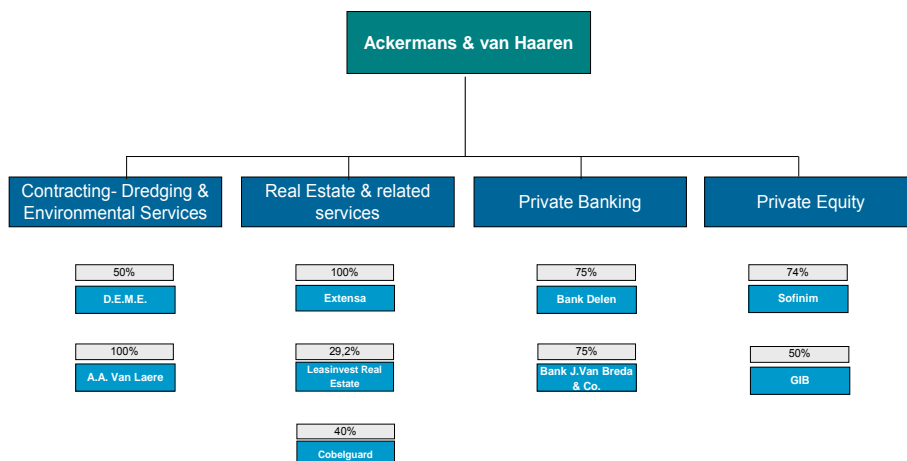 Ackermans & van Haaren
Contracting- Dredging &
Environmental Services
Real Estate & related
services
Private Banking
Private Equity
50%
D.E.M.E.
100%
Extensa
75%
Bank Delen
74%
Sofinim
100%
A.A. Van Laere
29,2%
Leasinvest Real
Estate
75%
Bank J.Van Breda
& Co.
50%
GIB
40%
Cobelguard